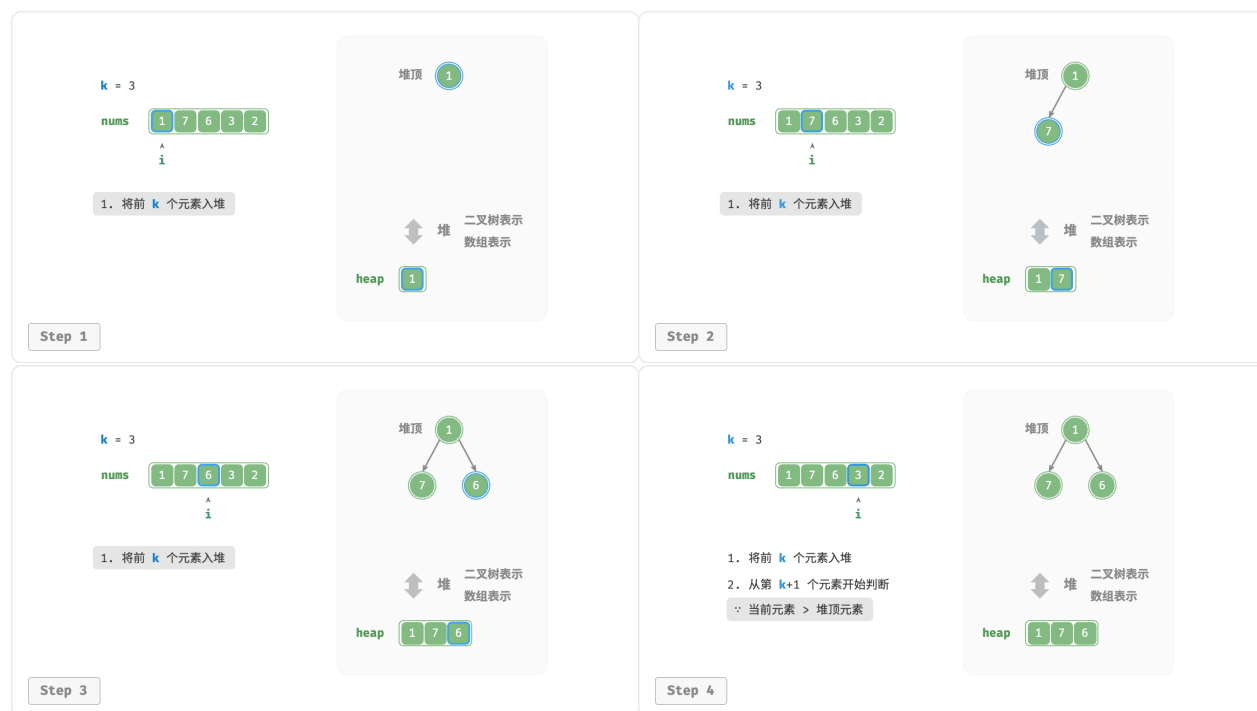 堆顶 1
k = 3
nums 1 7 6 3 2
i
1. 将前 k 个元素入堆
堆 二叉树表示
数组表示
heap 1
Step 1
堆顶 1
k = 3
nums 1 7 6 3 2
7
i
1. 将前 k 个元素入堆
堆 二叉树表示
数组表示
heap 1 7
Step 2
堆顶 1
k = 3
nums 1 7 6 3 2
7 6
i
1. 将前 k 个元素入堆
堆 二叉树表示
数组表示
heap 1 7 6
Step 3
堆顶 1
k = 3
nums 1 7 6 3 2
7 6
i
1. 将前 k 个元素入堆
2. 从第 k+1 个元素开始判断
∵ 当前元素 > 堆顶元素
堆 二叉树表示
数组表示
heap 1 7 6
Step 4